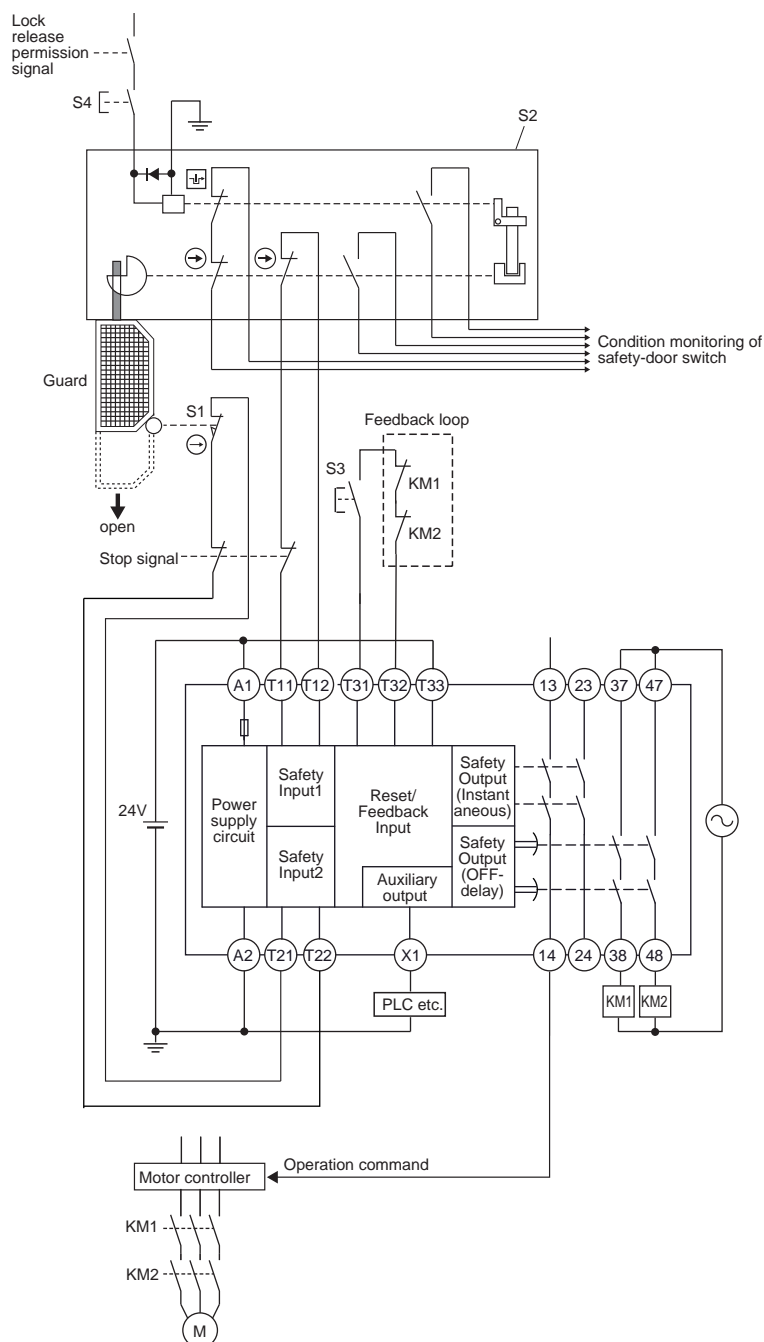 Lock
release
permission
signal
S4
S2
Condition monitoring of
safety-door switch
Guard
S1
Feedback loop
S3
KM1
KM2
open
Stop signal
A1
T11
T12
T31
T32
T33
13
23
37
47
24V
Power
supply
circuit
Safety
Input1
Safety
Input2
Reset/
Feedback
Input
Auxiliary
output
Safety
Output
(Instant
aneous)
Safety
Output
(OFF-
delay)
A2
T21
T22
X1
14
24
38
48
PLC etc.
KM1
KM2
Motor controller
Operation command
KM1
KM2
M